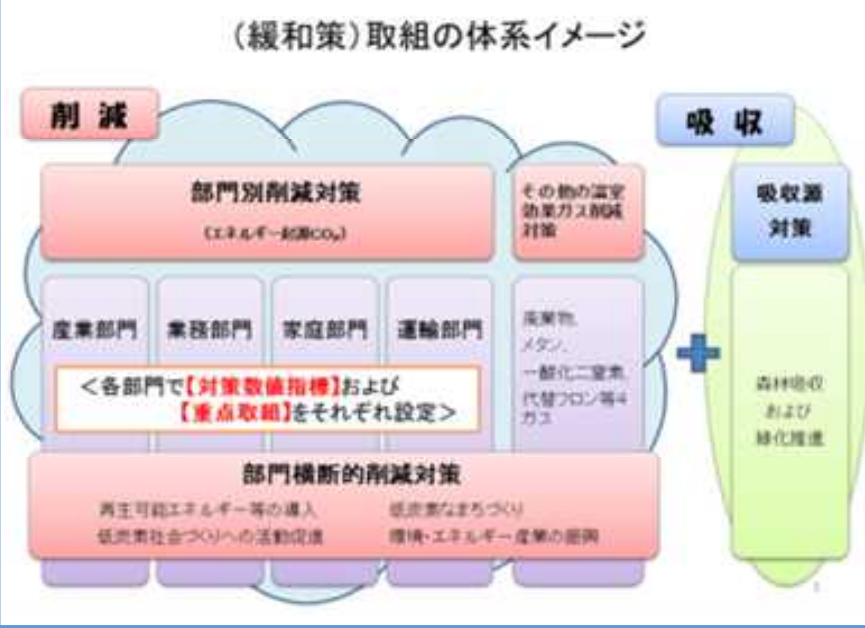 (緩和策)取組の体系イメージ
削 減
吸 収
部門別削減対策
(エネルギー起源CO₂)
その他の温室
効果ガス削減
対策
吸収源
対策
産業部門
業務部門
家庭部門
運輸部門
廃棄物、
メタン、
一酸化二窒素、
代替フロン等4
ガス
<各部門で【対策数値指標】および
【重点取組】をそれぞれ設定>
森林吸収
および
緑化推進
部門横断的削減対策
再生可能エネルギー等の導入
低炭素なまちづくり
低炭素社会づくりへの活動促進
環境・エネルギー産業の振興